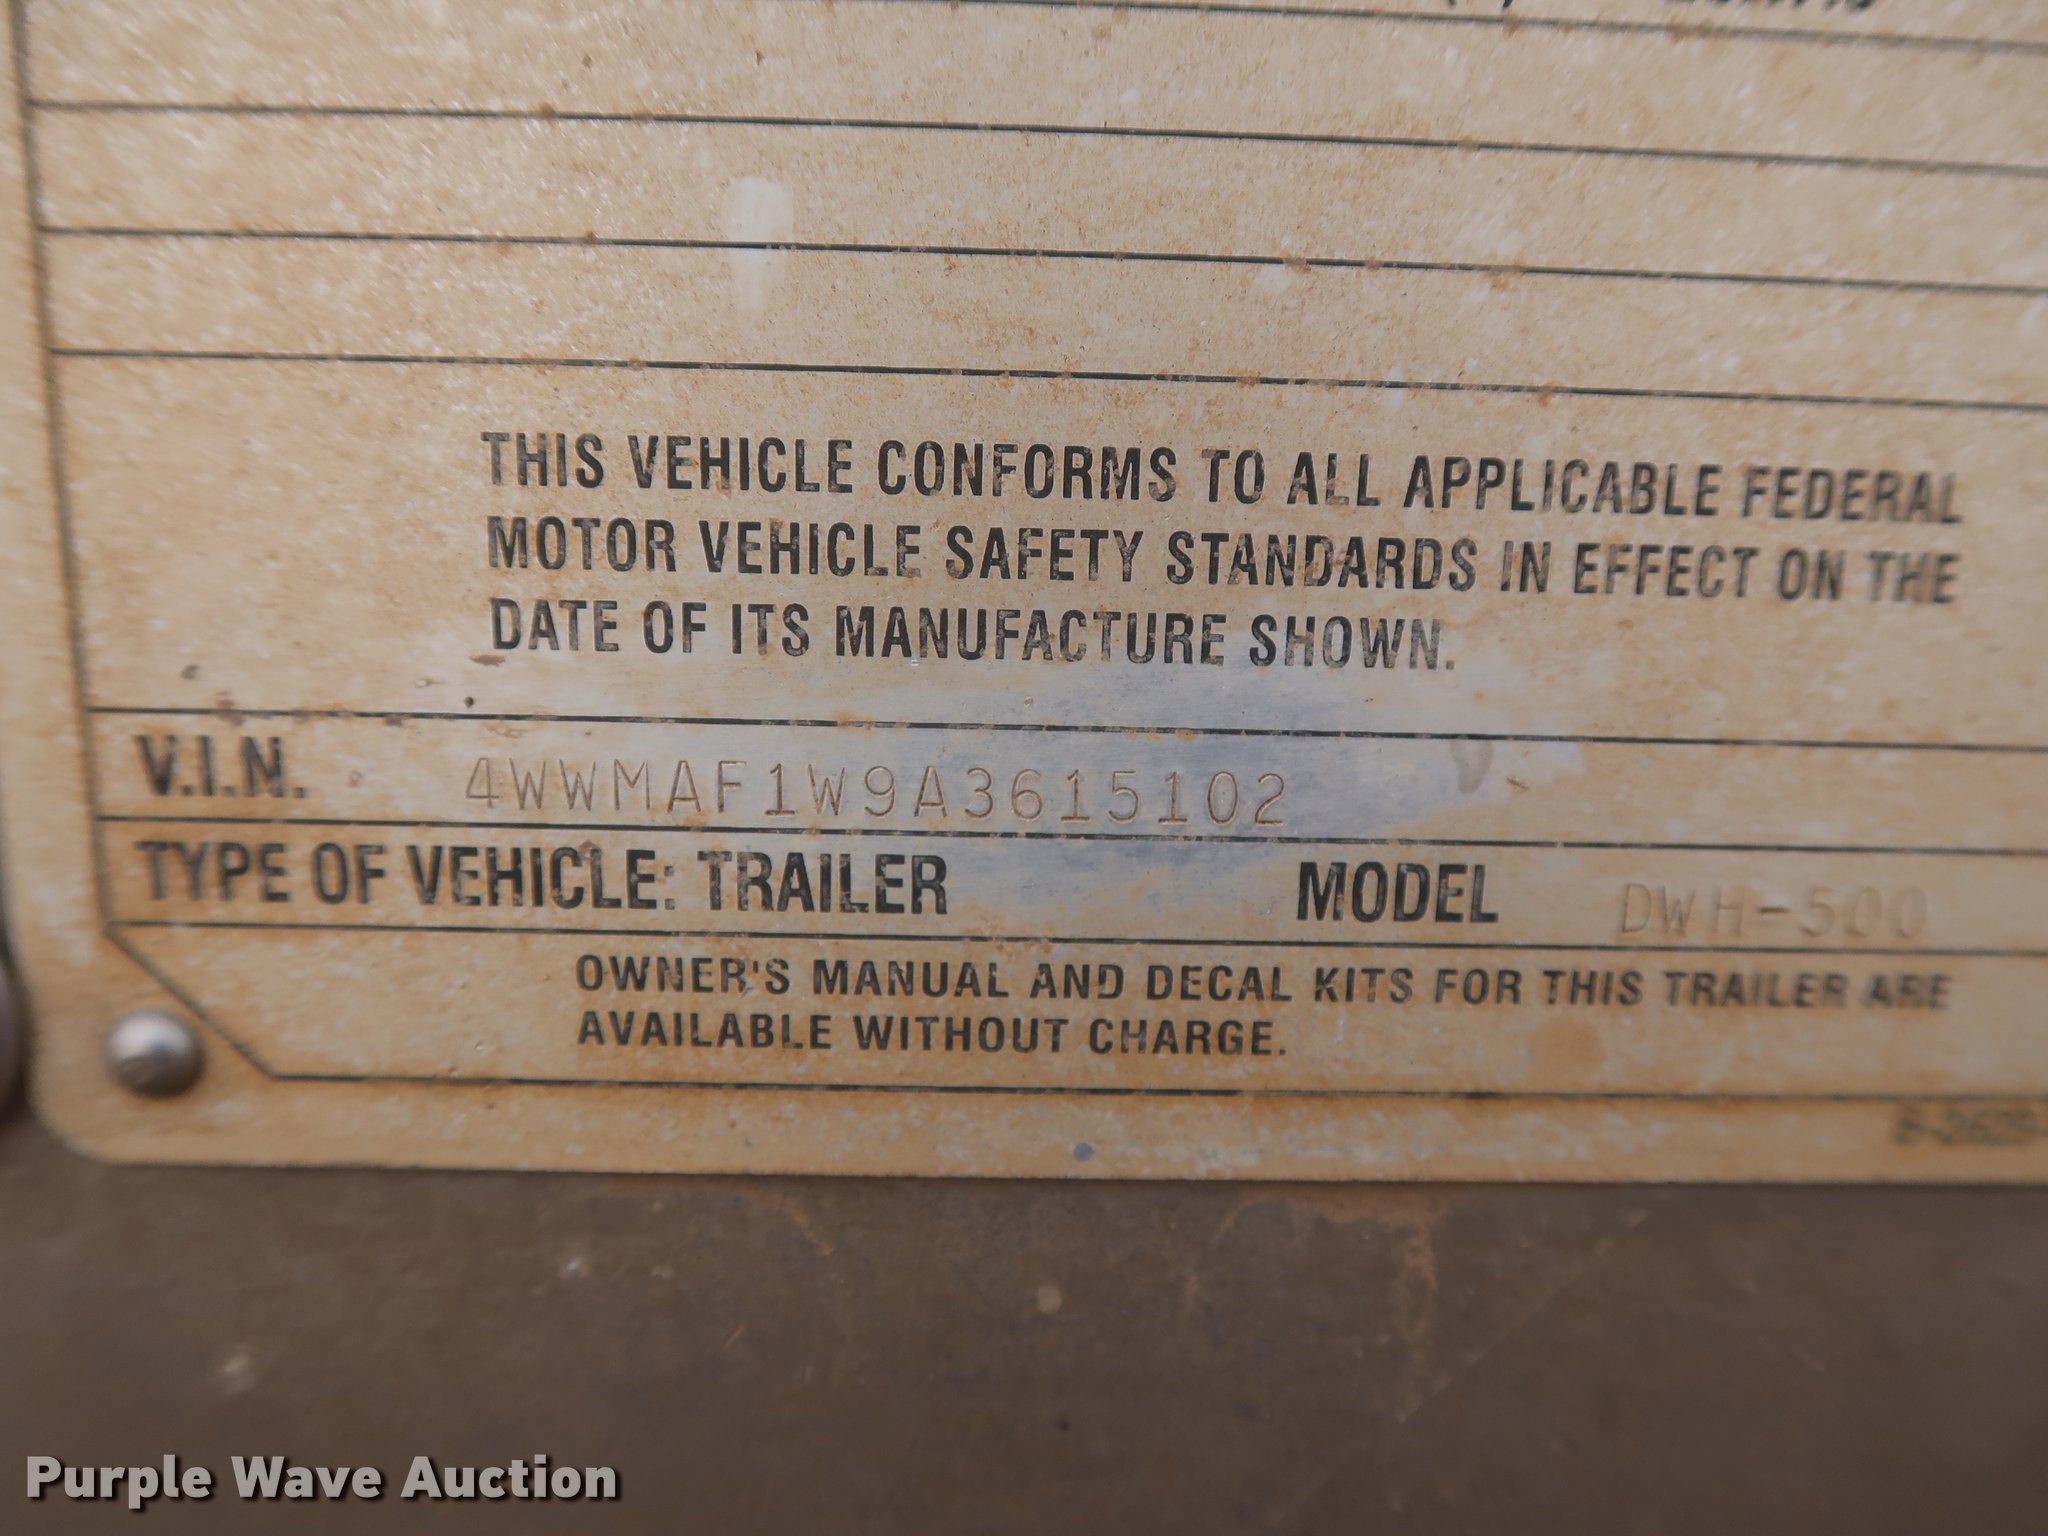 THIS VEHICLE CONFORMS TO ALL APPLICABLE FEDERAL
MOTOR VEHICLE SAFETY STANDARDS IN EFFECT ON THE
DATE OF ITS MANUFACTURE SHOWN.
V.I.N. 4WWMAF1W9A3615102
TYPE OF VEHICLE: TRAILER MODEL DWH-500
OWNER'S MANUAL AND DECAL KITS FOR THIS TRAILER ARE
AVAILABLE WITHOUT CHARGE.
Purple Wave Auction